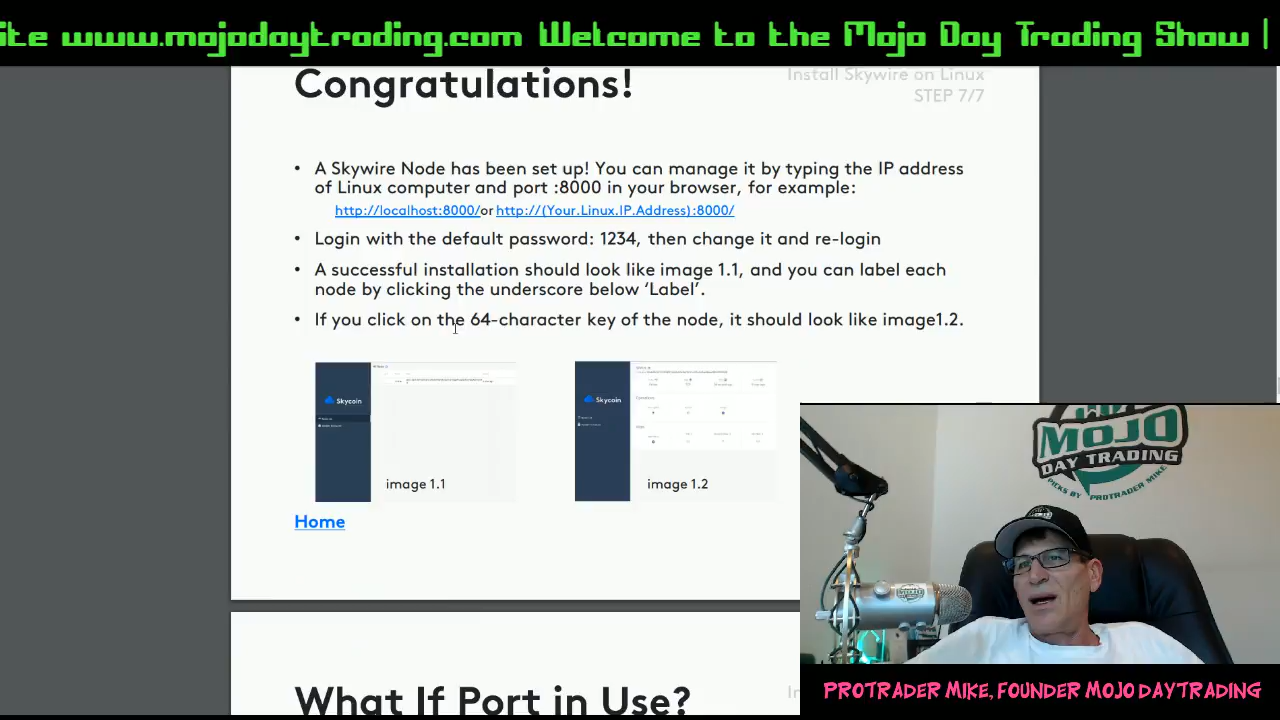 ite www.mojodaytrading.com Welcome to the Mojo Day Trading Show |
Congratulations!
Install Skywire on Linux
STEP 7/7
• A Skywire Node has been set up! You can manage it by typing the IP address
of Linux computer and port :8000 in your browser, for example:
http://localhost:8000/or http://(Your.Linux.IP.Address):8000/
• Login with the default password: 1234, then change it and re-login
• A successful installation should look like image 1.1, and you can label each
node by clicking the underscore below ‘Label’.
• If you click on the 64-character key of the node, it should look like image1.2.
Skycoin
image 1.1
Skycoin
image 1.2
Home
What If Port in Use?
MOJO
DAY TRADING
PICKS BY PROTRADER MIKE
PROTRADER MIKE, FOUNDER MOJO DAYTRADING